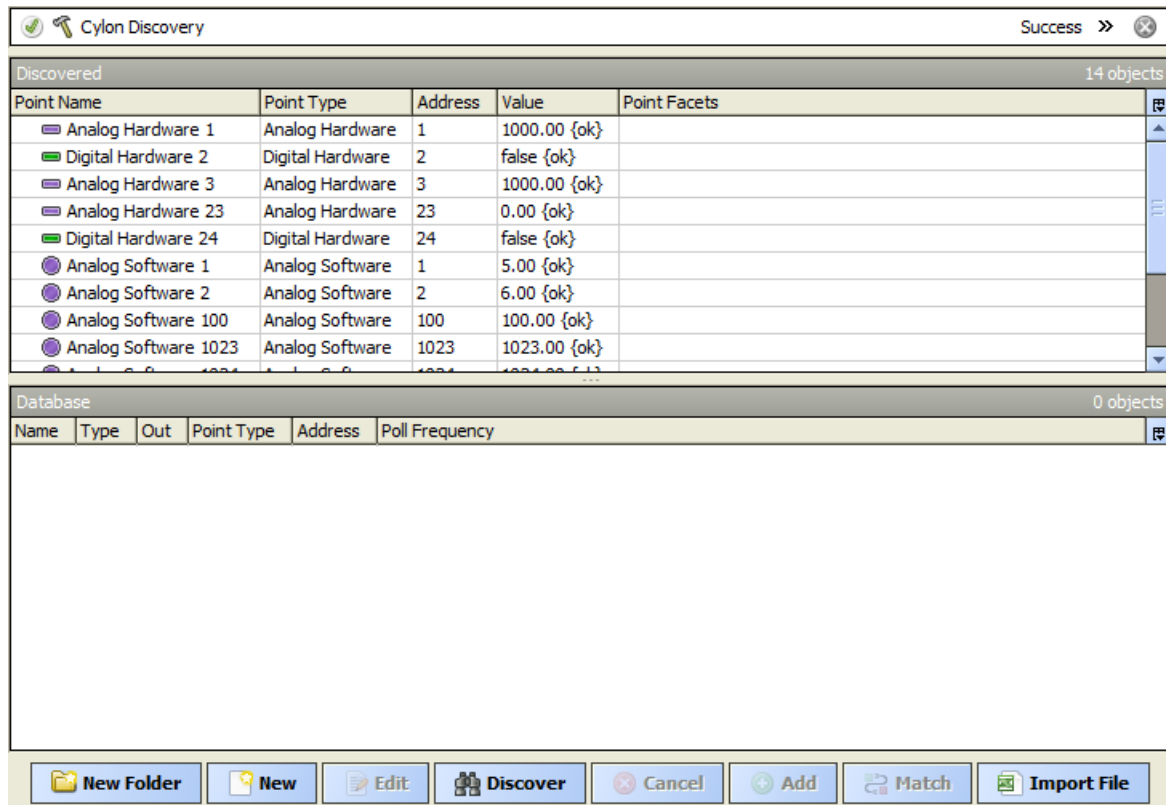 Cylon Discovery Success »
Discovered 14 objects
Point Name Point Type Address Value Point Facets
Analog Hardware 1 Analog Hardware 1 1000.00 {ok}
Digital Hardware 2 Digital Hardware 2 false {ok}
Analog Hardware 3 Analog Hardware 3 1000.00 {ok}
Analog Hardware 23 Analog Hardware 23 0.00 {ok}
Digital Hardware 24 Digital Hardware 24 false {ok}
Analog Software 1 Analog Software 1 5.00 {ok}
Analog Software 2 Analog Software 2 6.00 {ok}
Analog Software 100 Analog Software 100 100.00 {ok}
Analog Software 1023 Analog Software 1023 1023.00 {ok}
Database 0 objects
Name Type Out Point Type Address Poll Frequency
New Folder New Edit Discover Cancel Add Match Import File